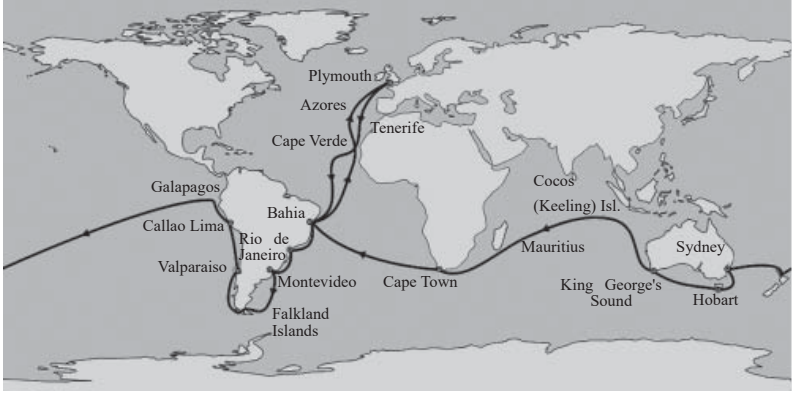 Plymouth
Azores
Tenerife
Cape Verde
Cocos
Galapagos
(Keeling) Isl.
Bahia
Callao Lima
Rio de
Janeiro
Mauritius
Sydney
Valparaiso
Montevideo
Cape Town
King George's
Sound
Hobart
Falkland
Islands